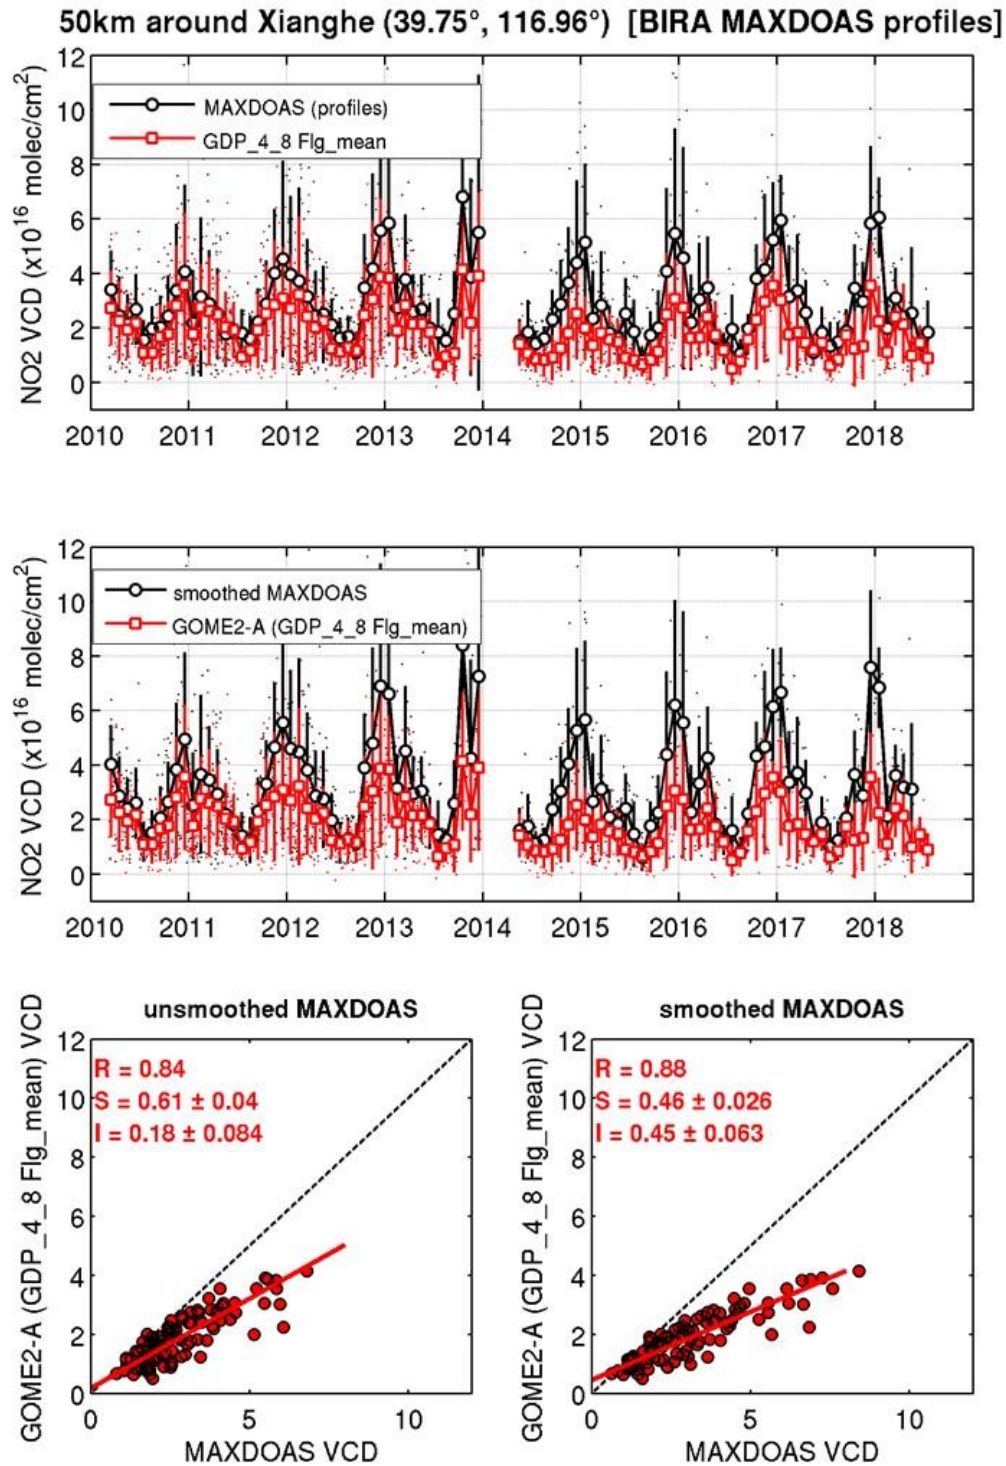 50km around Xianghe (39.75°, 116.96°) [BIRA MAXDOAS profiles]
NO2 VCD (x10^16 molec/cm^2)
12
10
8
6
4
2
0
MAXDOAS (profiles)
GDP_4_8 Flg_mean
2010 2011 2012 2013 2014 2015 2016 2017 2018
NO2 VCD (x10^16 molec/cm^2)
12
10
8
6
4
2
0
smoothed MAXDOAS
GOME2-A (GDP_4_8 Flg_mean)
2010 2011 2012 2013 2014 2015 2016 2017 2018
unsmoothed MAXDOAS
GOME2-A (GDP_4_8 Flg_mean) VCD
12
10
8
6
4
2
0
R = 0.84
S = 0.61 ± 0.04
I = 0.18 ± 0.084
0 5 10
MAXDOAS VCD
smoothed MAXDOAS
GOME2-A (GDP_4_8 Flg_mean) VCD
12
10
8
6
4
2
0
R = 0.88
S = 0.46 ± 0.026
I = 0.45 ± 0.063
0 5 10
MAXDOAS VCD